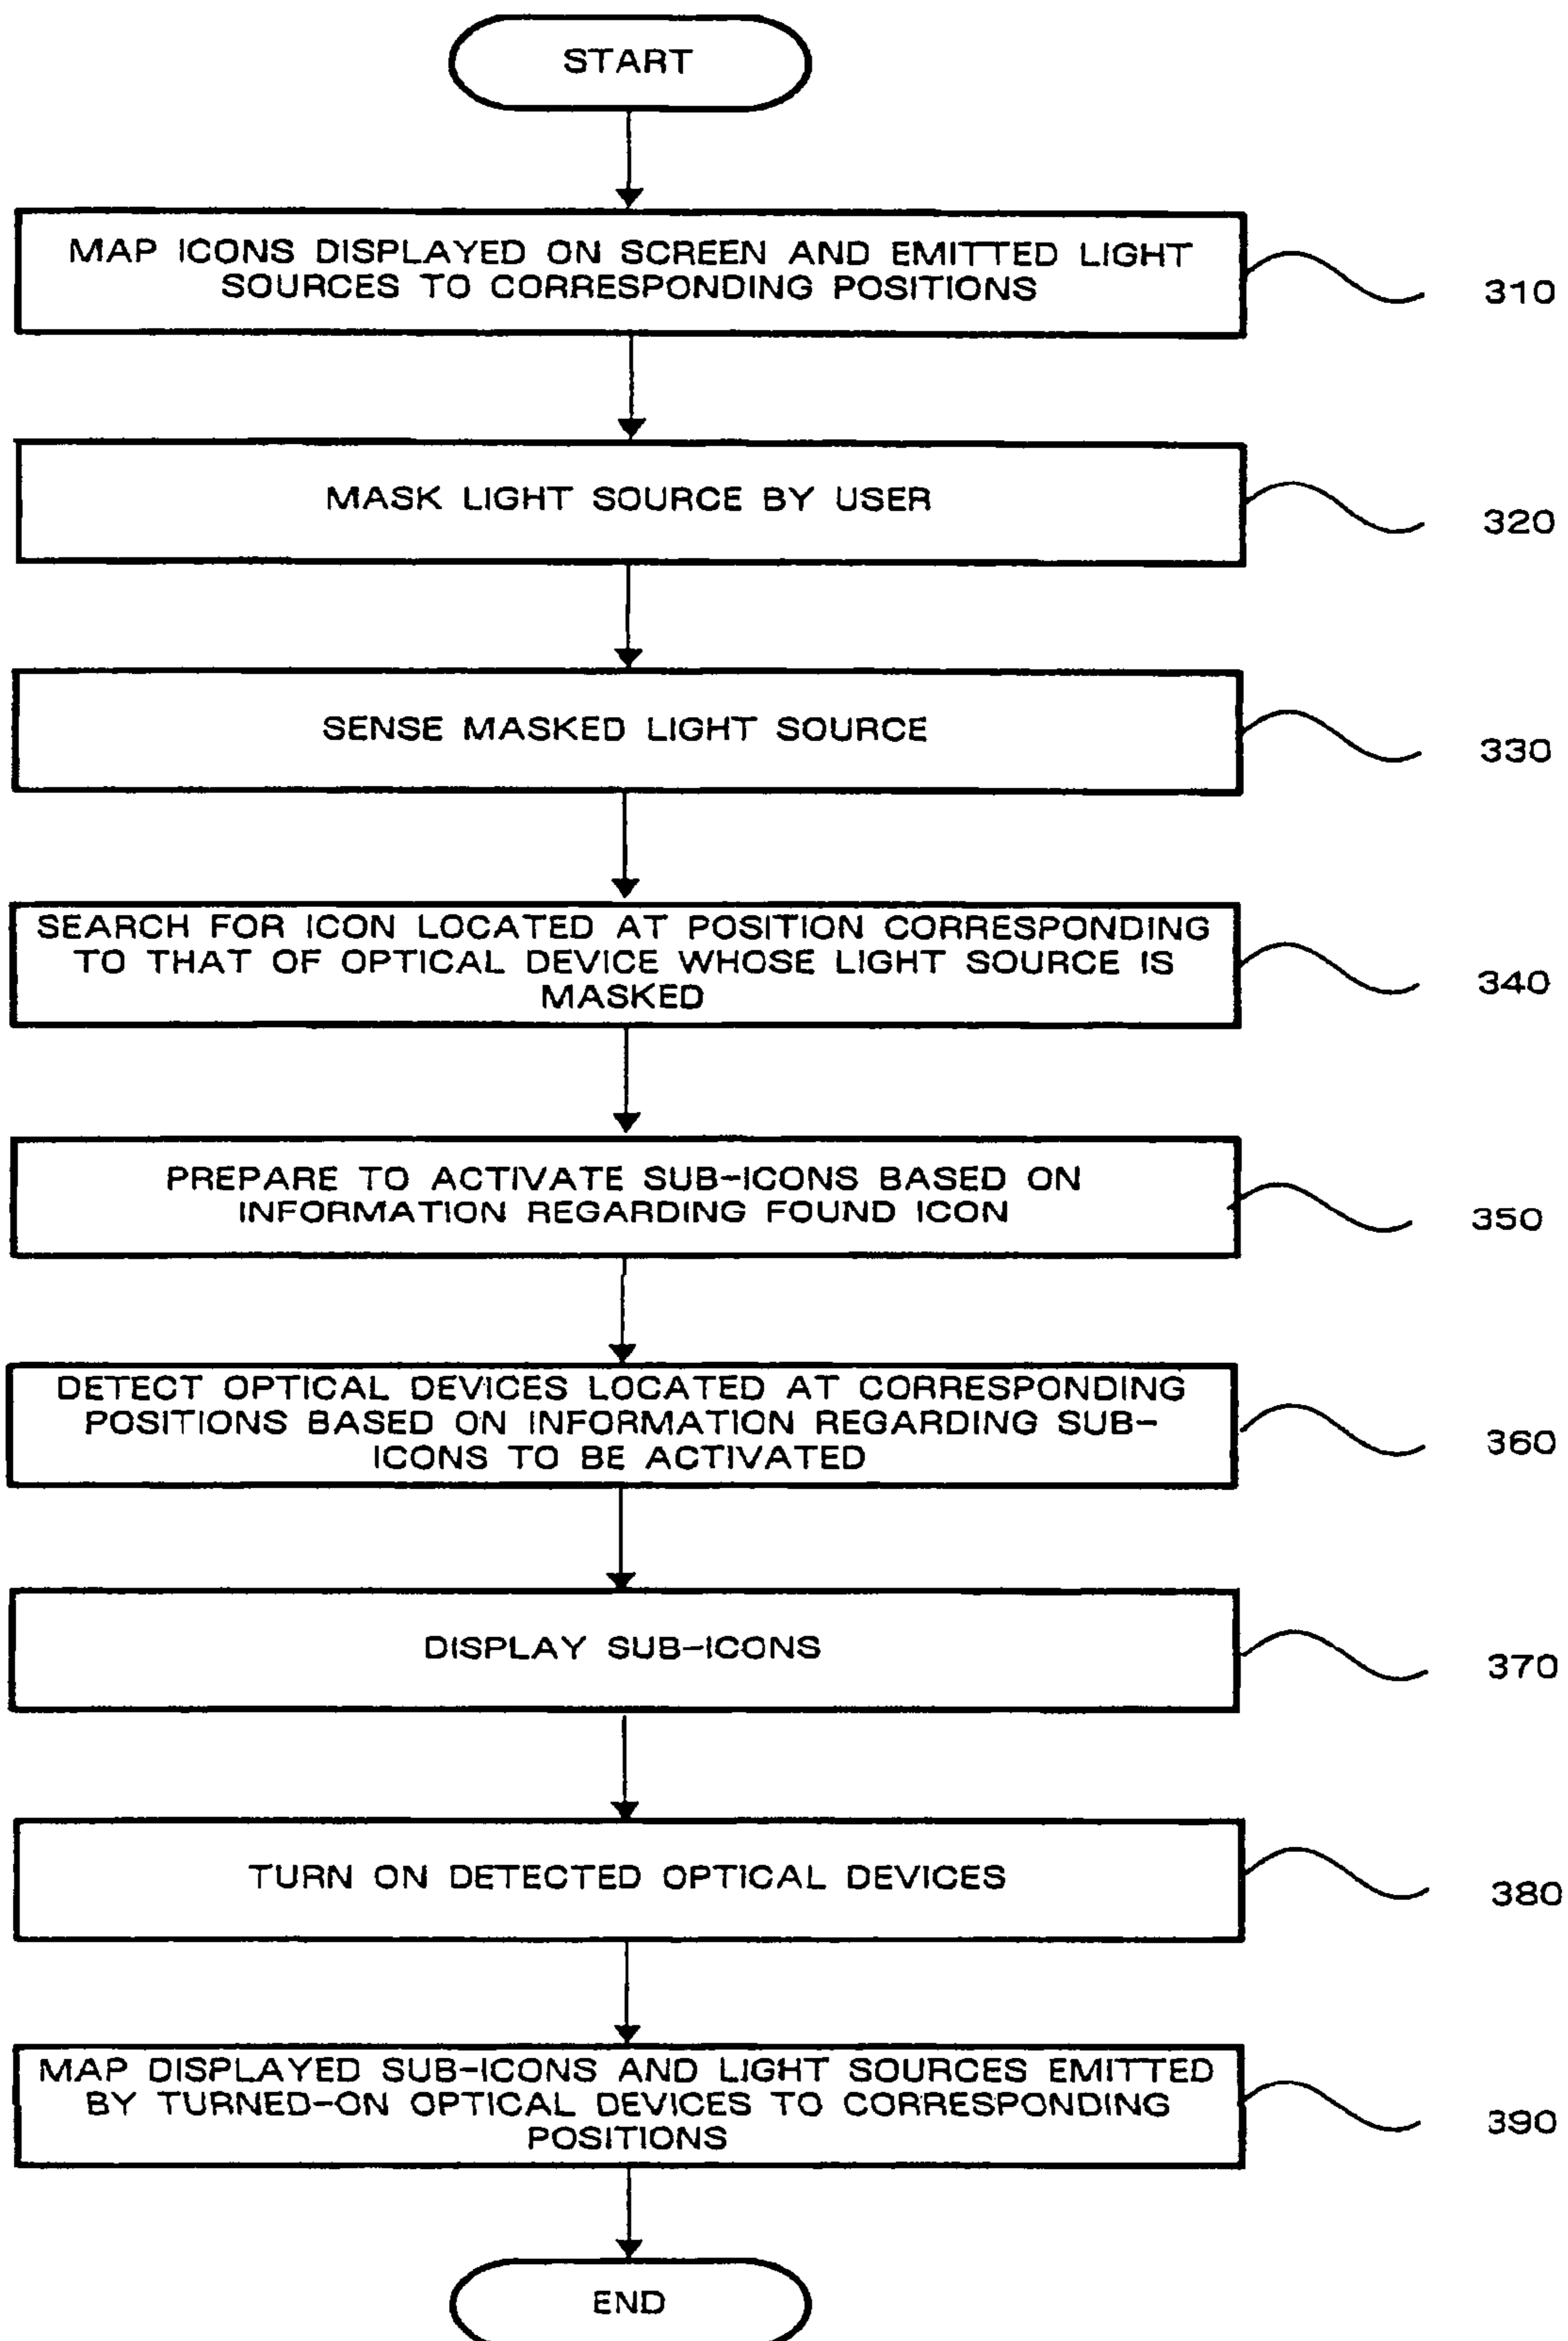 START
MAP ICONS DISPLAYED ON SCREEN AND EMITTED LIGHT
SOURCES TO CORRESPONDING POSITIONS
310
MASK LIGHT SOURCE BY USER
320
SENSE MASKED LIGHT SOURCE
330
SEARCH FOR ICON LOCATED AT POSITION CORRESPONDING
TO THAT OF OPTICAL DEVICE WHOSE LIGHT SOURCE IS
MASKED
340
PREPARE TO ACTIVATE SUB-ICONS BASED ON
INFORMATION REGARDING FOUND ICON
350
DETECT OPTICAL DEVICES LOCATED AT CORRESPONDING
POSITIONS BASED ON INFORMATION REGARDING SUB-
ICONS TO BE ACTIVATED
360
DISPLAY SUB-ICONS
370
TURN ON DETECTED OPTICAL DEVICES
380
MAP DISPLAYED SUB-ICONS AND LIGHT SOURCES EMITTED
BY TURNED-ON OPTICAL DEVICES TO CORRESPONDING
POSITIONS
390
END